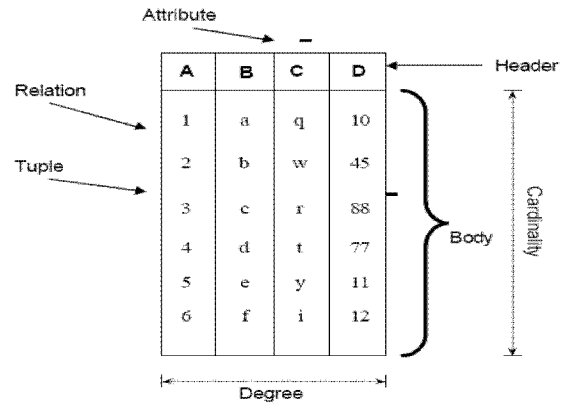 Attribute
A B C D
Header
Relation
1 a q 10
2 b w 45
Tuple
3 c r 88
Cardinality
Body
4 d t 77
5 e y 11
6 f i 12
Degree